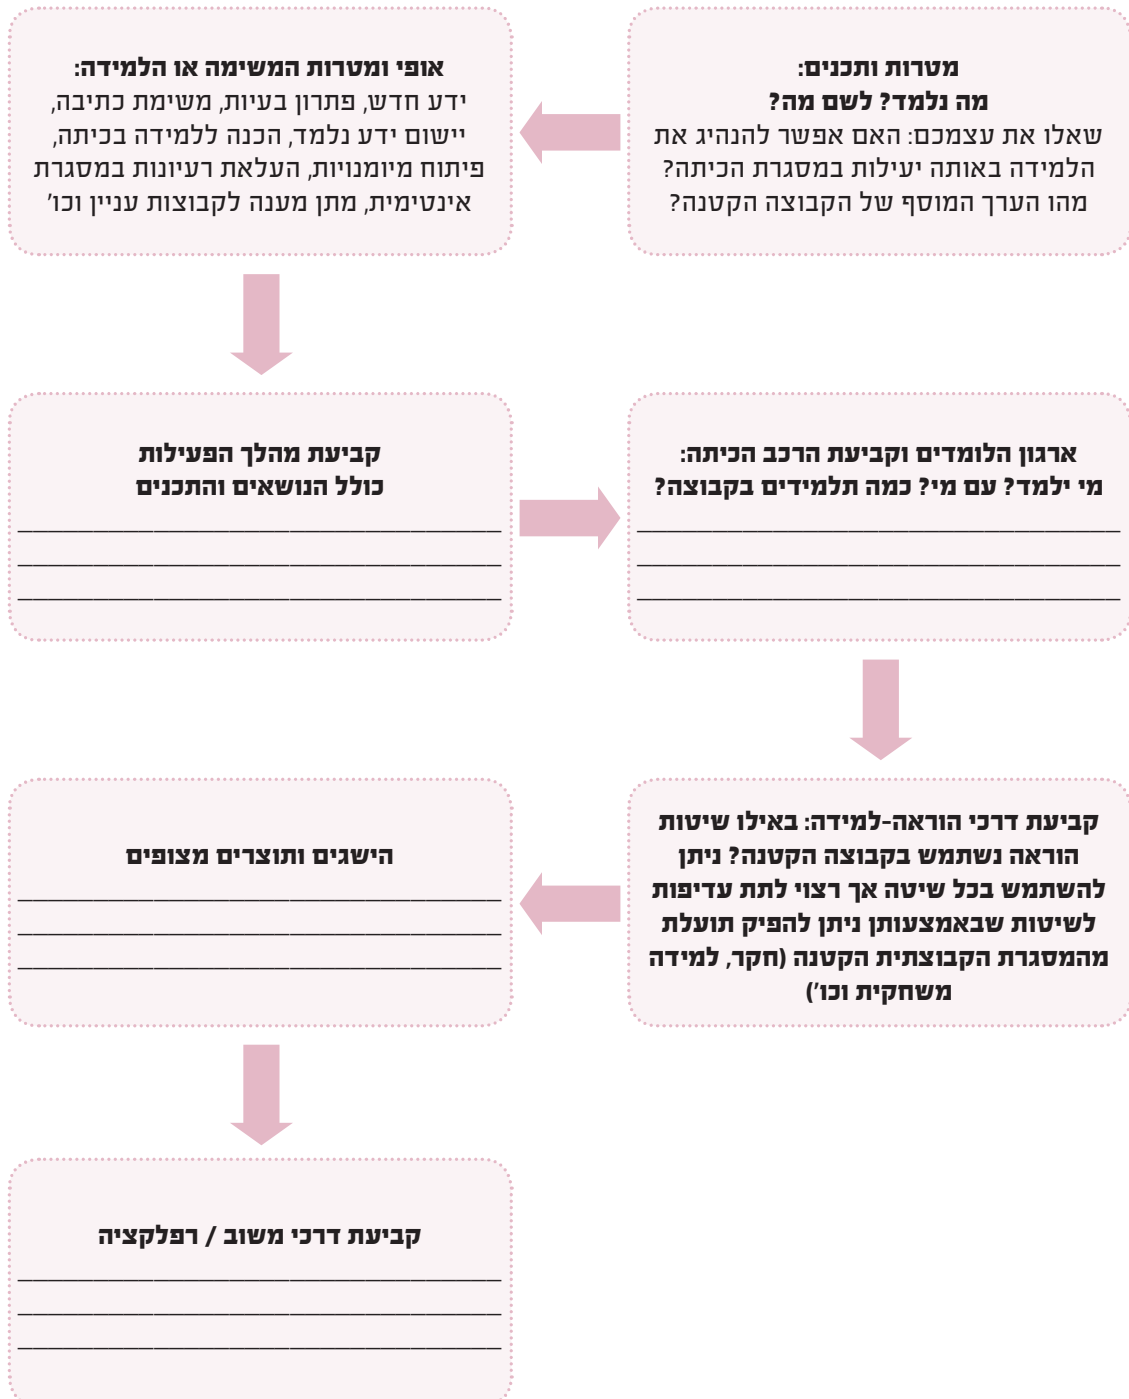 מטרות ותכנים:
מה נלמד? לשם מה?
שאלו את עצמכם: האם אפשר להנהיג את
הלמידה באותה יעילות במסגרת הכיתה?
מהו הערך המוסף של הקבוצה הקטנה?
אופי ומטרות המשימה או הלמידה:
ידע חדש, פתרון בעיות, משימת כתיבה,
יישום ידע נלמד, הכנה ללמידה בכיתה,
פיתוח מיומנויות, העלאת רעיונות במסגרת
אינטימית, מתן מענה לקבוצות עניין וכו'
קביעת מהלך הפעילות
כולל הנושאים והתכנים
ארגון הלומדים וקביעת הרכב הכיתה:
מי ילמד? עם מי? כמה תלמידים בקבוצה?
קביעת דרכי הוראה-למידה: באילו שיטות
הוראה נשתמש בקבוצה הקטנה? ניתן
להשתמש בכל שיטה אך רצוי לתת עדיפות
לשיטות שבאמצעותן ניתן להפיק תועלת
מהמסגרת הקבוצתית הקטנה (חקר, למידה
משחקית וכו')
הישגים ותוצרים מצופים
קביעת דרכי משוב / רפלקציה